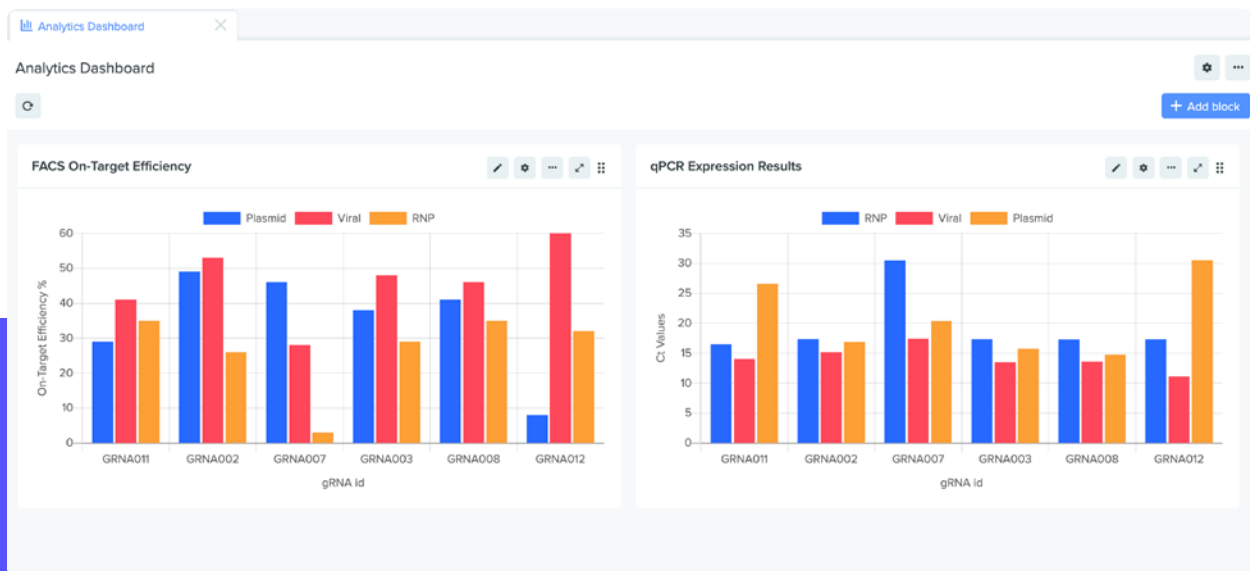 Analytics Dashboard
Analytics Dashboard
+ Add block
FACS On-Target Efficiency
Plasmid Viral RNP
60
50
40
30
20
10
0
On-Target Efficiency %
GRNA011 GRNA002 GRNA007 GRNA003 GRNA008 GRNA012
gRNA id
qPCR Expression Results
RNP Viral Plasmid
35
30
25
20
15
10
5
0
Ct Values
GRNA011 GRNA002 GRNA007 GRNA003 GRNA008 GRNA012
gRNA id